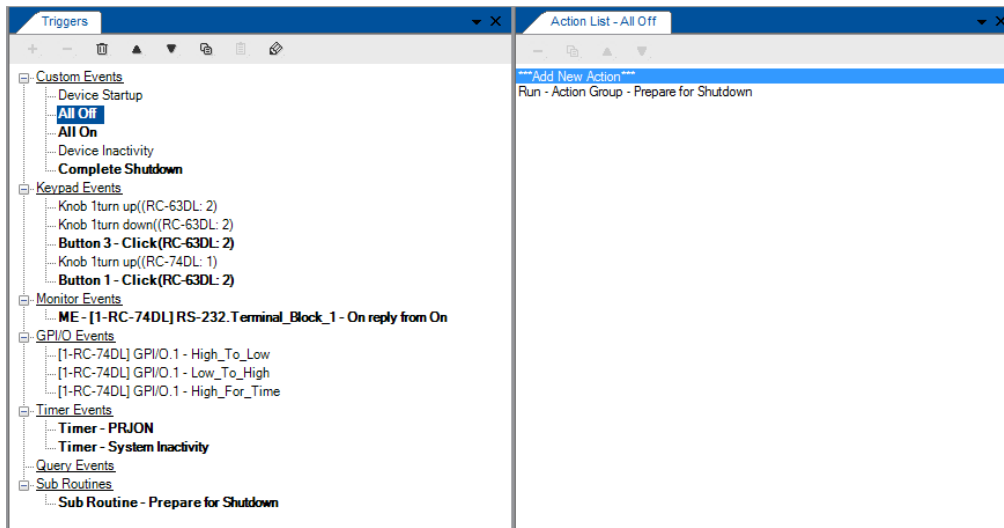 Triggers
Custom Events
Device Startup
All Off
All On
Device Inactivity
Complete Shutdown
Keypad Events
Knob 1turn up((RC-63DL: 2)
Knob 1turn down((RC-63DL: 2)
Button 3 - Click(RC-63DL: 2)
Knob 1turn up((RC-74DL: 1)
Button 1 - Click(RC-63DL: 2)
Monitor Events
ME - [1-RC-74DL] RS-232.Terminal_Block_1 - On reply from On
GPI/O Events
[1-RC-74DL] GPI/O.1 - High_To_Low
[1-RC-74DL] GPI/O.1 - Low_To_High
[1-RC-74DL] GPI/O.1 - High_For_Time
Timer Events
Timer - PRJON
Timer - System Inactivity
Query Events
Sub Routines
Sub Routine - Prepare for Shutdown
Action List - All Off
***Add New Action***
Run - Action Group - Prepare for Shutdown